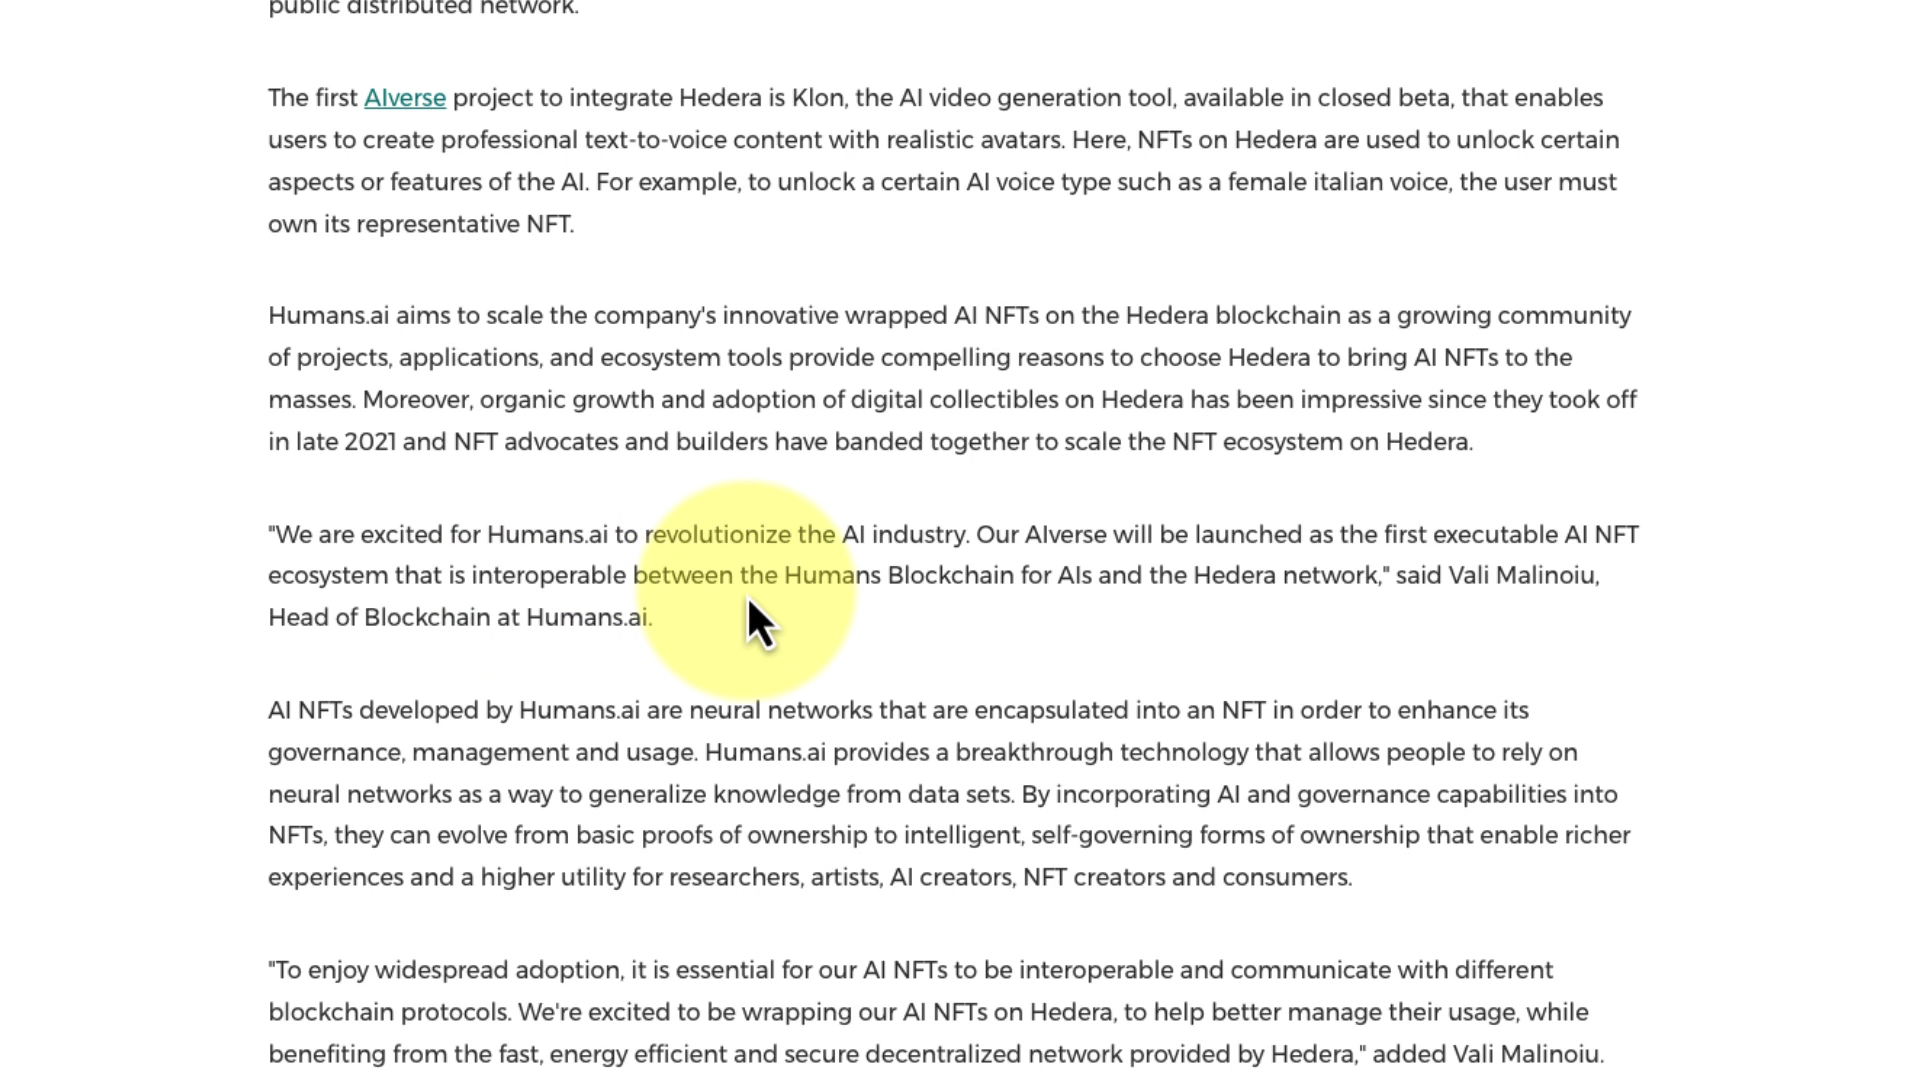 public distributed network.
The first AIverse project to integrate Hedera is Klon, the AI video generation tool, available in closed beta, that enables
users to create professional text-to-voice content with realistic avatars. Here, NFTs on Hedera are used to unlock certain
aspects or features of the AI. For example, to unlock a certain AI voice type such as a female italian voice, the user must
own its representative NFT.
Humans.ai aims to scale the company's innovative wrapped AI NFTs on the Hedera blockchain as a growing community
of projects, applications, and ecosystem tools provide compelling reasons to choose Hedera to bring AI NFTs to the
masses. Moreover, organic growth and adoption of digital collectibles on Hedera has been impressive since they took off
in late 2021 and NFT advocates and builders have banded together to scale the NFT ecosystem on Hedera.
"We are excited for Humans.ai to revolutionize the AI industry. Our AIverse will be launched as the first executable AI NFT
ecosystem that is interoperable between the Humans Blockchain for AIs and the Hedera network," said Vali Malinoiu,
Head of Blockchain at Humans.ai.
AI NFTs developed by Humans.ai are neural networks that are encapsulated into an NFT in order to enhance its
governance, management and usage. Humans.ai provides a breakthrough technology that allows people to rely on
neural networks as a way to generalize knowledge from data sets. By incorporating AI and governance capabilities into
NFTs, they can evolve from basic proofs of ownership to intelligent, self-governing forms of ownership that enable richer
experiences and a higher utility for researchers, artists, AI creators, NFT creators and consumers.
"To enjoy widespread adoption, it is essential for our AI NFTs to be interoperable and communicate with different
blockchain protocols. We're excited to be wrapping our AI NFTs on Hedera, to help better manage their usage, while
benefiting from the fast, energy efficient and secure decentralized network provided by Hedera," added Vali Malinoiu.